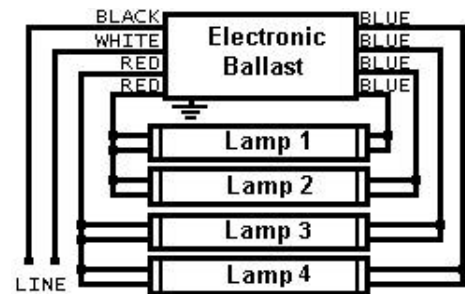 BLACK
WHITE
RED
RED
Electronic
Ballast
BLUE
BLUE
BLUE
BLUE
Lamp 1
Lamp 2
Lamp 3
Lamp 4
LINE